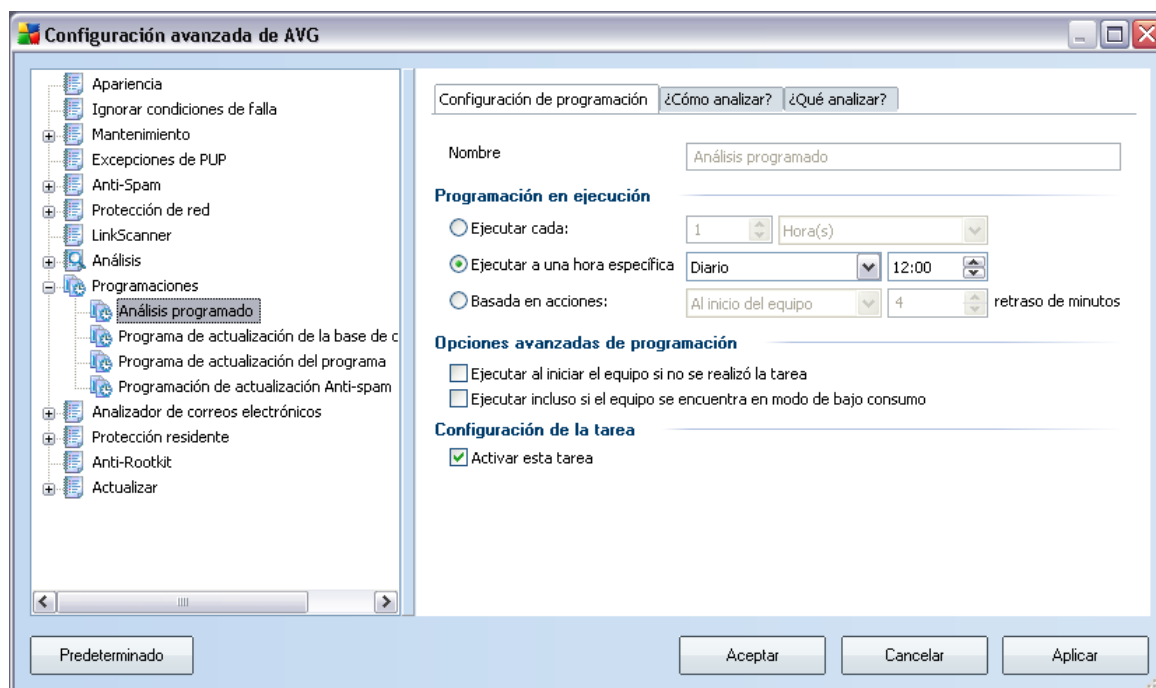 Configuración avanzada de AVG
Apariencia
Ignorar condiciones de falla
Mantenimiento
Excepciones de PUP
Anti-Spam
Protección de red
LinkScanner
Análisis
Programaciones
Análisis programado
Programa de actualización de la base de c
Programa de actualización del programa
Programación de actualización Anti-spam
Analizador de correos electrónicos
Protección residente
Anti-Rootkit
Actualizar
Configuración de programación ¿Cómo analizar? ¿Qué analizar?
Nombre Análisis programado
Programación en ejecución
Ejecutar cada: 1 Hora(s)
Ejecutar a una hora específica Diario 12:00
Basada en acciones: Al inicio del equipo 4 retraso de minutos
Opciones avanzadas de programación
Ejecutar al iniciar el equipo si no se realizó la tarea
Ejecutar incluso si el equipo se encuentra en modo de bajo consumo
Configuración de la tarea
Activar esta tarea
Predeterminado Aceptar Cancelar Aplicar